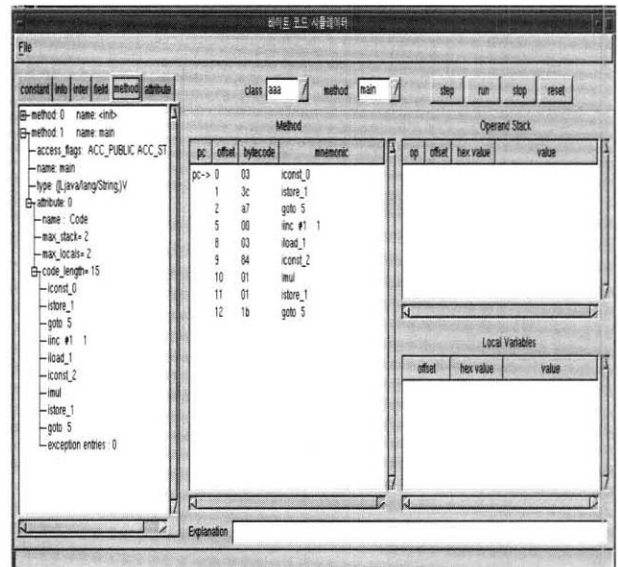 바이트 코드 시뮬레이터
File
constant info inter field method attribute
class aaa method main step run stop reset
method: 0 name: <init>
method: 1 name: main
access_flags: ACC_PUBLIC ACC_ST
name: main
type: ([Ljava/lang/String;)V
attribute: 0
name : Code
max_stack= 2
max_locals= 2
code_length= 15
iconst_0
istore_1
goto 5
iinc #1 1
iload_1
iconst_2
imul
istore_1
goto 5
exception entries : 0
Method
pc offset bytecode mnemonic
pc-> 0 03 iconst_0
1 3c istore_1
2 a7 goto 5
5 00 iinc #1 1
8 03 iload_1
9 84 iconst_2
10 01 imul
11 01 istore_1
12 1b goto 5
Operand Stack
op offset hex value value
Local Variables
offset hex value value
Explanation